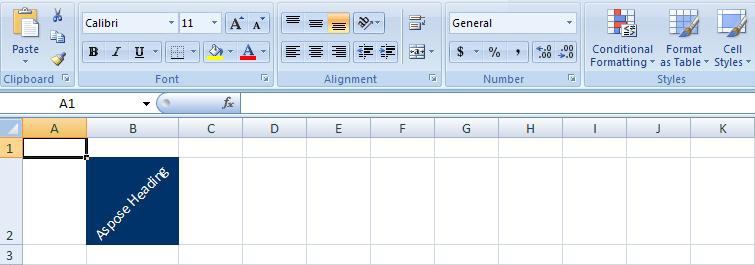 Calibri 11 A A General
Paste B I U A $ % , .0 .00 .00 .0 Conditional Formatting Format as Table Cell Styles
Clipboard Font Alignment Number Styles
A1 fx
A B C D E F G H I J K
1
Aspose Heading
2
3